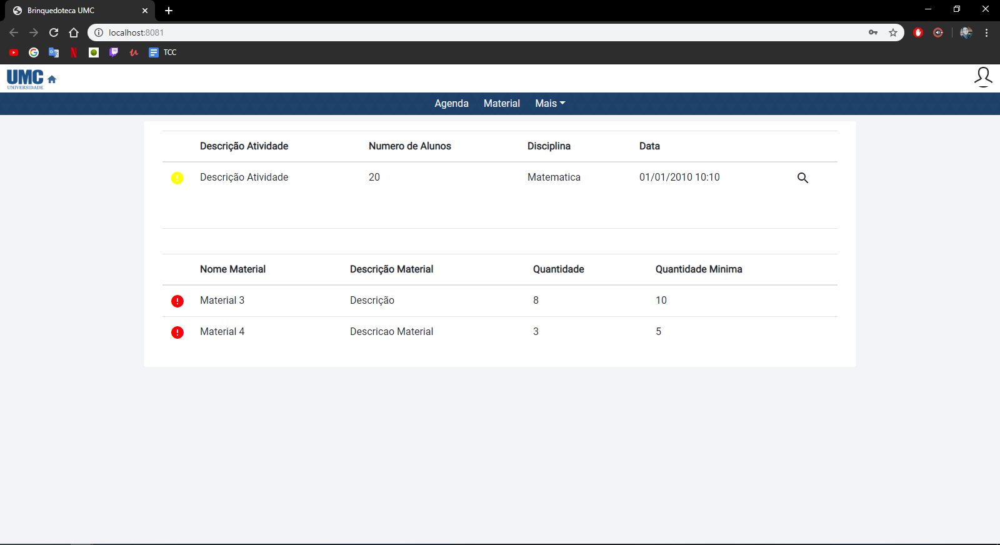 Brinquedoteca UMC
localhost:8081
TCC
UMC
UNIVERSIDADE
Agenda Material Mais
Descrição Atividade Numero de Alunos Disciplina Data
Descrição Atividade 20 Matematica 01/01/2010 10:10
Nome Material Descrição Material Quantidade Quantidade Minima
Material 3 Descrição 8 10
Material 4 Descricao Material 3 5